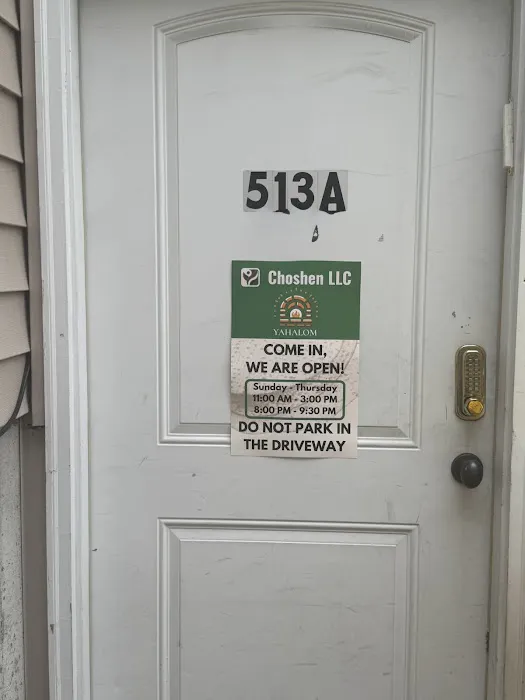 513A
Choshen LLC
YAHALOM
COME IN,
WE ARE OPEN!
Sunday - Thursday
11:00 AM - 3:00 PM
8:00 PM - 9:30 PM
DO NOT PARK IN
THE DRIVEWAY